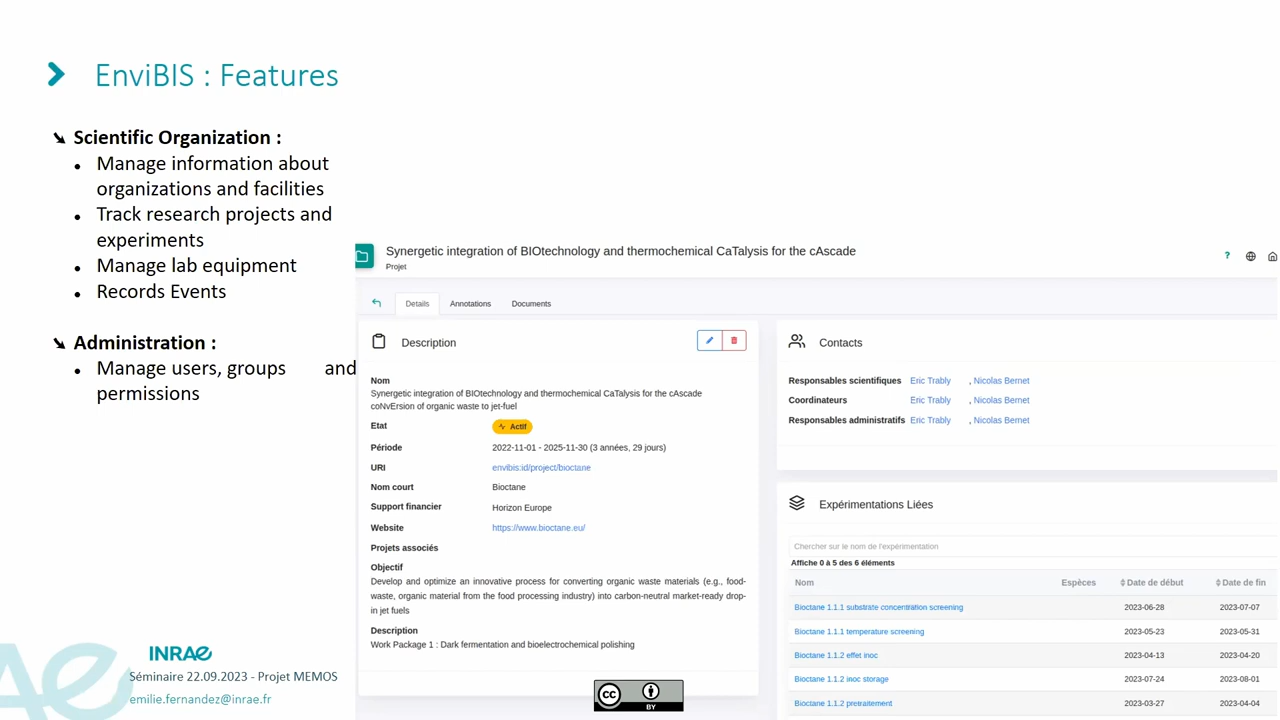 EnviBIS : Features
Scientific Organization :
Manage information about
organizations and facilities
Track research projects and
experiments
Manage lab equipment
Records Events
Administration :
Manage users, groups and
permissions
Synergetic integration of BIOtechnology and thermochemical CaTalysis for the cAscade
Projet
?
Details Annotations Documents
Description
Nom
Synergetic integration of BIOtechnology and thermochemical CaTalysis for the cAscade
coNvErsion of organic waste to jet-fuel
Etat Actif
Période 2022-11-01 - 2025-11-30 (3 années, 29 jours)
URI envibis:id/project/bioctane
Nom court Bioctane
Support financier Horizon Europe
Website https://www.bioctane.eu/
Projets associés
Objectif
Develop and optimize an innovative process for converting organic waste materials (e.g., food-
waste, organic material from the food processing industry) into carbon-neutral market-ready drop-
in jet fuels
Description
Work Package 1 : Dark fermentation and bioelectrochemical polishing
Contacts
Responsables scientifiques Eric Trably , Nicolas Bernet
Coordinateurs Eric Trably , Nicolas Bernet
Responsables administratifs Eric Trably , Nicolas Bernet
Expérimentations Liées
Chercher sur le nom de l'expérimentation
Affiche 0 à 5 des 6 éléments
Nom Espèces Date de début Date de fin
Bioctane 1.1.1 substrate concentration screening 2023-06-28 2023-07-07
Bioctane 1.1.1 temperature screening 2023-05-23 2023-05-31
Bioctane 1.1.2 effet inoc 2023-04-13 2023-04-20
Bioctane 1.1.2 inoc storage 2023-07-24 2023-08-01
Bioctane 1.1.2 pretraitement 2023-03-27 2023-04-04
INRAE
Séminaire 22.09.2023 - Projet MEMOS
emilie.fernandez@inrae.fr
cc BY